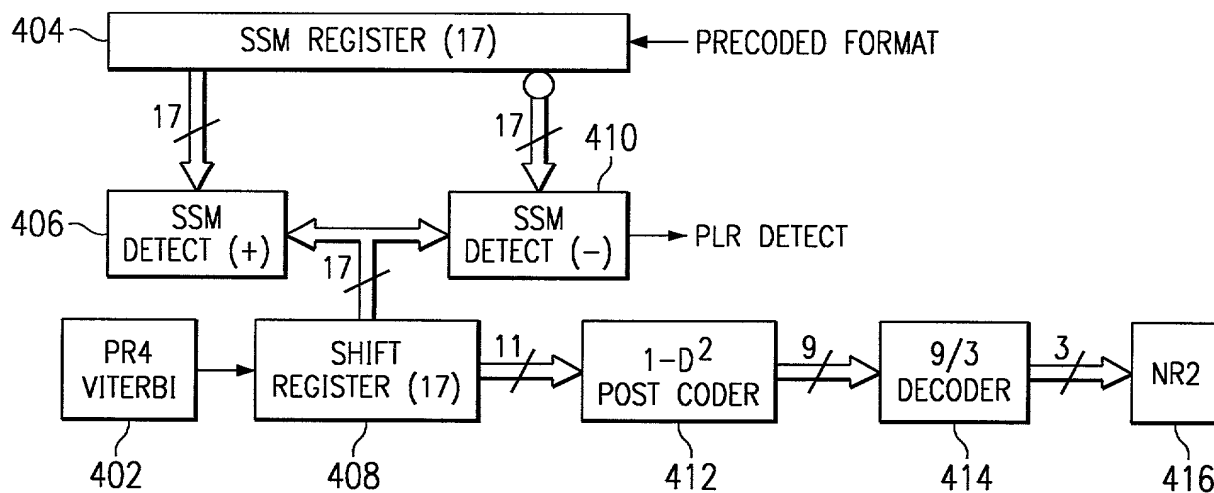 404
SSM REGISTER (17)
PRECODED FORMAT
17
17
410
406
SSM
DETECT (+)
SSM
DETECT (−)
PLR DETECT
17
PR4
VITERBI
SHIFT
REGISTER (17)
11
1-D²
POST CODER
9
9/3
DECODER
3
NR2
402
408
412
414
416